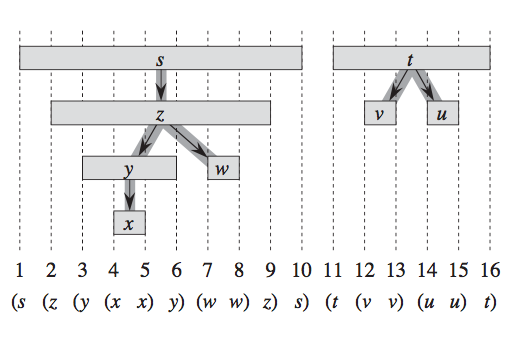 s
t
z
v u
y w
x
1 2 3 4 5 6 7 8 9 10 11 12 13 14 15 16
(s (z (y (x x) y) (w w) z) s) (t (v v) (u u) t)